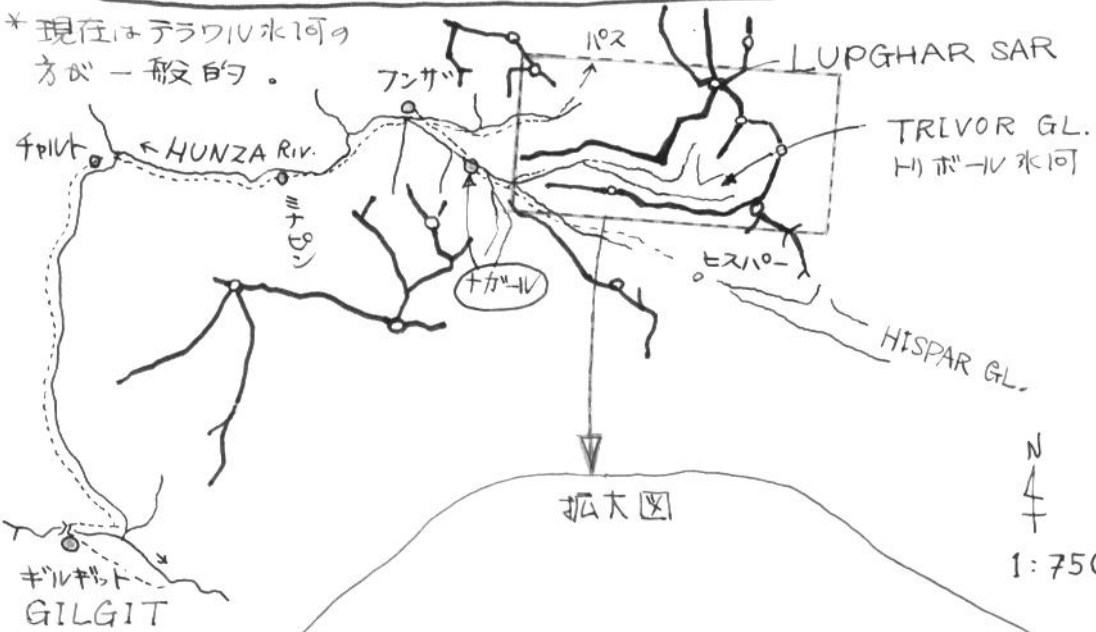 * 現在はテラワル氷河の
方が一般的。
パス
LUPGHAR SAR
フンザ
TRIVOR GL.
トリボール氷河
チャルト
← HUNZA RIV.
ミナピン
ナガール
ヒスパー
HISPAR GL.
拡大図
N
ギルギット
GILGIT